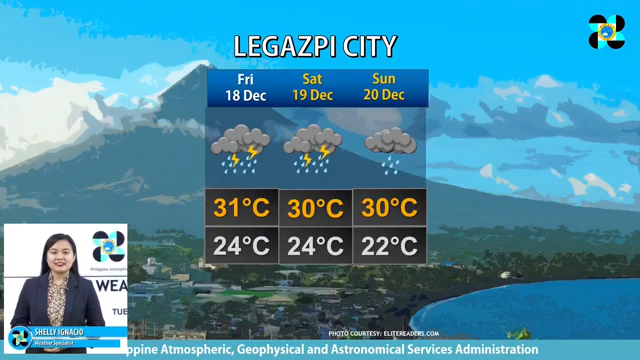 LEGAZPI CITY
Fri Sat Sun
18 Dec 19 Dec 20 Dec
31°C 30°C 30°C
24°C 24°C 22°C
WEA
TUE
SHELLY IGNACIO
Weather Specialist
PHOTO COURTESY: ELITEREADERS.COM
ppine Atmospheric, Geophysical and Astronomical Services Administration